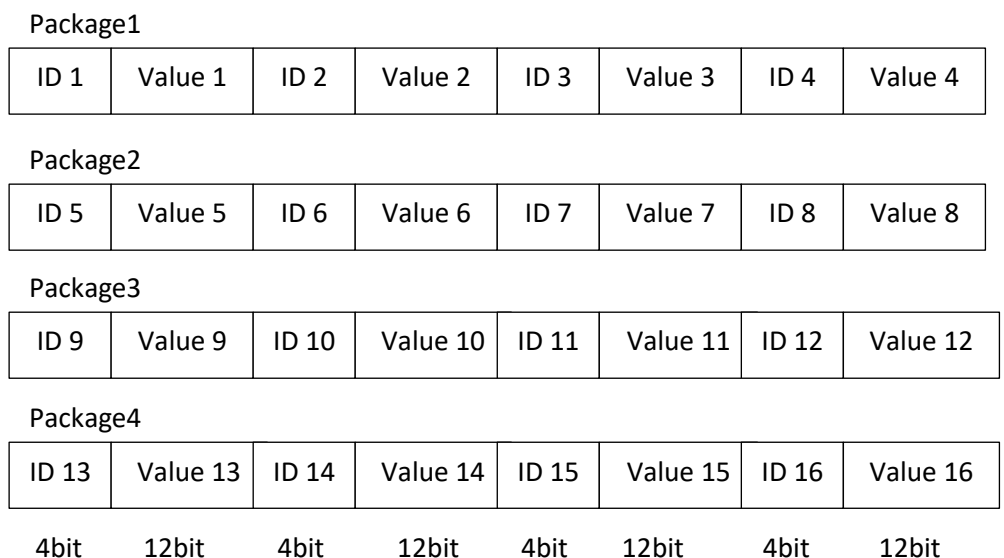 Package1
ID 1 Value 1 ID 2 Value 2 ID 3 Value 3 ID 4 Value 4
Package2
ID 5 Value 5 ID 6 Value 6 ID 7 Value 7 ID 8 Value 8
Package3
ID 9 Value 9 ID 10 Value 10 ID 11 Value 11 ID 12 Value 12
Package4
ID 13 Value 13 ID 14 Value 14 ID 15 Value 15 ID 16 Value 16
4bit 12bit 4bit 12bit 4bit 12bit 4bit 12bit